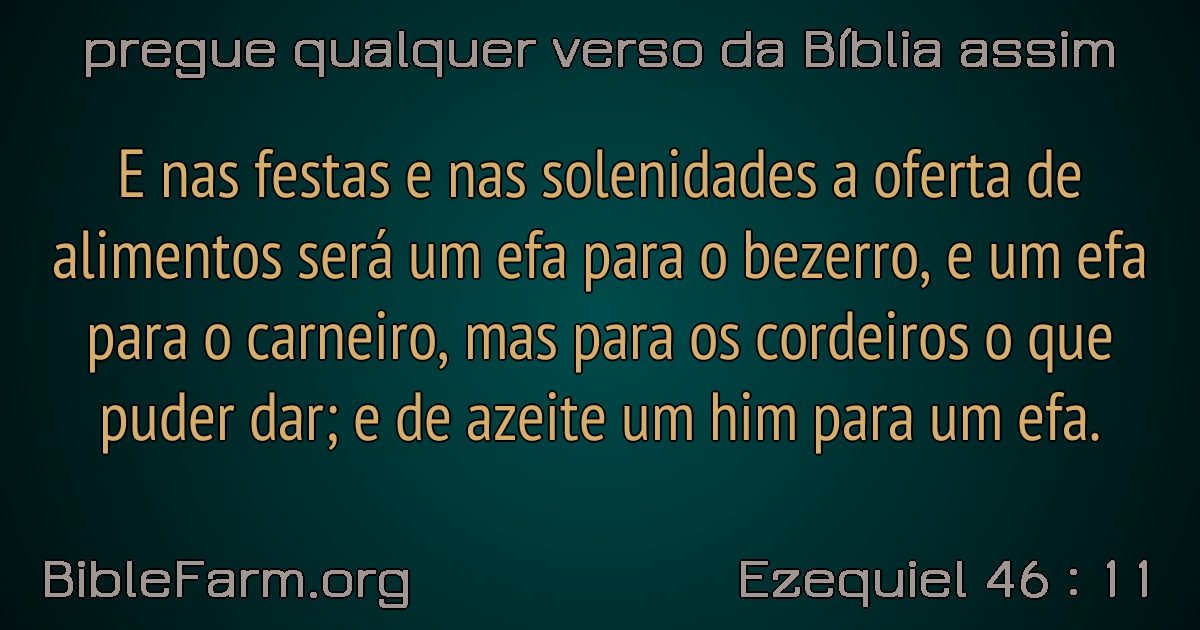 pregue qualquer verso da Bíblia assim
E nas festas e nas solenidades a oferta de
alimentos será um efa para o bezerro, e um efa
para o carneiro, mas para os cordeiros o que
puder dar; e de azeite um him para um efa.
BibleFarm.org
Ezequiel 46 : 11